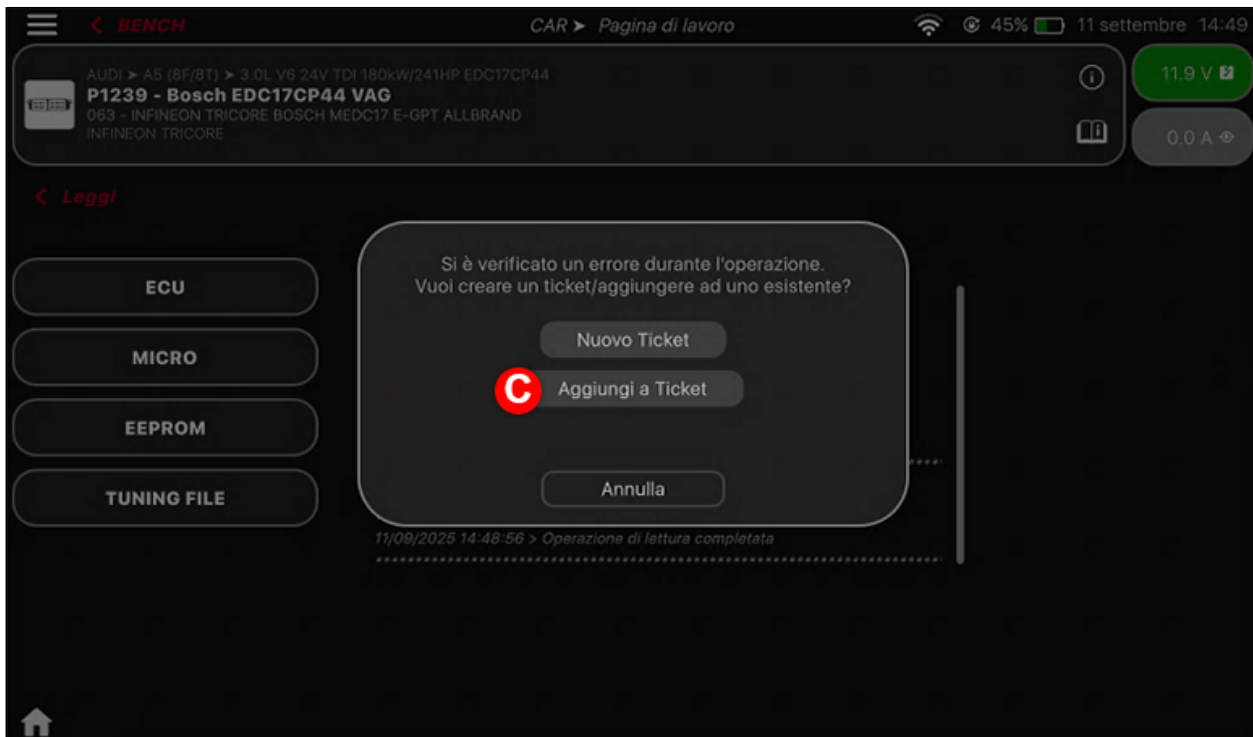 BENCH
CAR ➤ Pagina di lavoro
45%
11 settembre 14:49
AUDI ➤ A5 (8F/8T) ➤ 3.0L V6 24V TDI 180kW/241HP EDC17CP44
P1239 - Bosch EDC17CP44 VAG
063 - INFINEON TRICORE BOSCH MEDC17 E-GPT ALLBRAND
INFINEON TRICORE
11.9 V
0.0 A
Leggi
ECU
MICRO
EEPROM
TUNING FILE
Si è verificato un errore durante l'operazione.
Vuoi creare un ticket/aggiungere ad uno esistente?
Nuovo Ticket
C Aggiungi a Ticket
Annulla
11/09/2025 14:48:56 > Operazione di lettura completata